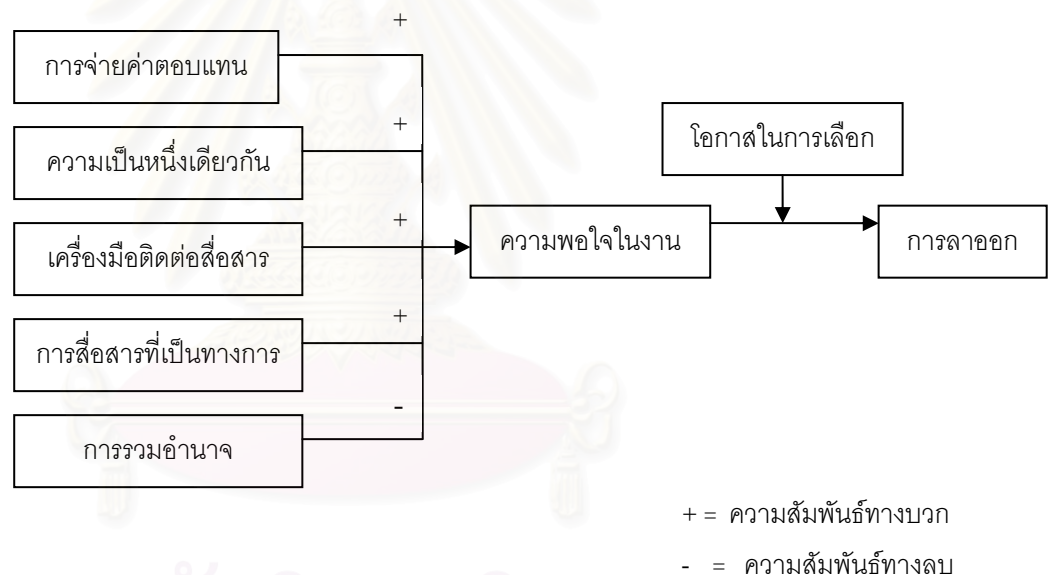 +
การจ่ายค่าตอบแทน
+
ความเป็นหนึ่งเดียวกัน
+
เครื่องมือติดต่อสื่อสาร
+
การสื่อสารที่เป็นทางการ
-
การรวมอำนาจ
ความพอใจในงาน
โอกาสในการเลือก
การลาออก
+ = ความสัมพันธ์ทางบวก
- = ความสัมพันธ์ทางลบ